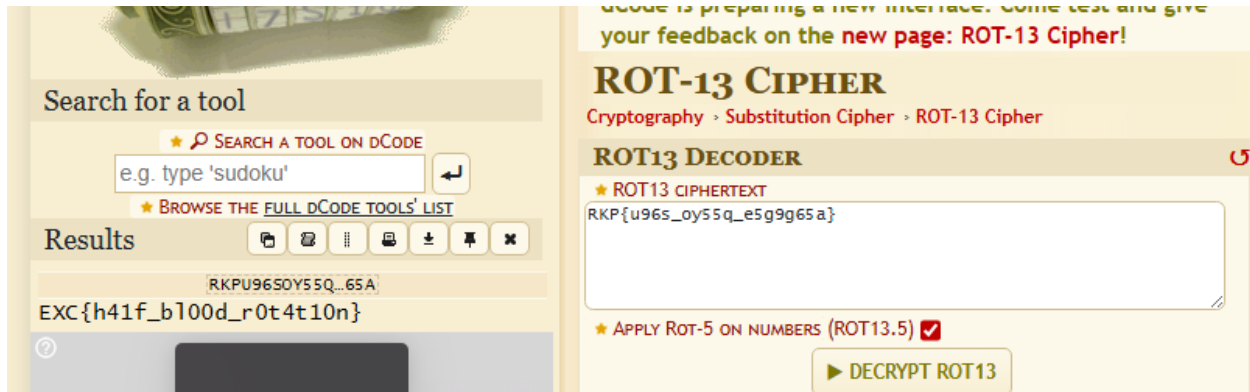 7510
Search for a tool
SEARCH A TOOL ON DCODE
e.g. type 'sudoku'
BROWSE THE FULL DCODE TOOLS' LIST
Results
RKPU96SOY55Q…65A
EXC{h41f_bl00d_r0t4t10n}
dCode is preparing a new interface. Come test and give
your feedback on the new page: ROT-13 Cipher!
ROT-13 CIPHER
Cryptography › Substitution Cipher › ROT-13 Cipher
ROT13 DECODER
ROT13 CIPHERTEXT
RKP{u96s_oy55q_e5g9g65a}
APPLY ROT-5 ON NUMBERS (ROT13.5)
▶ DECRYPT ROT13